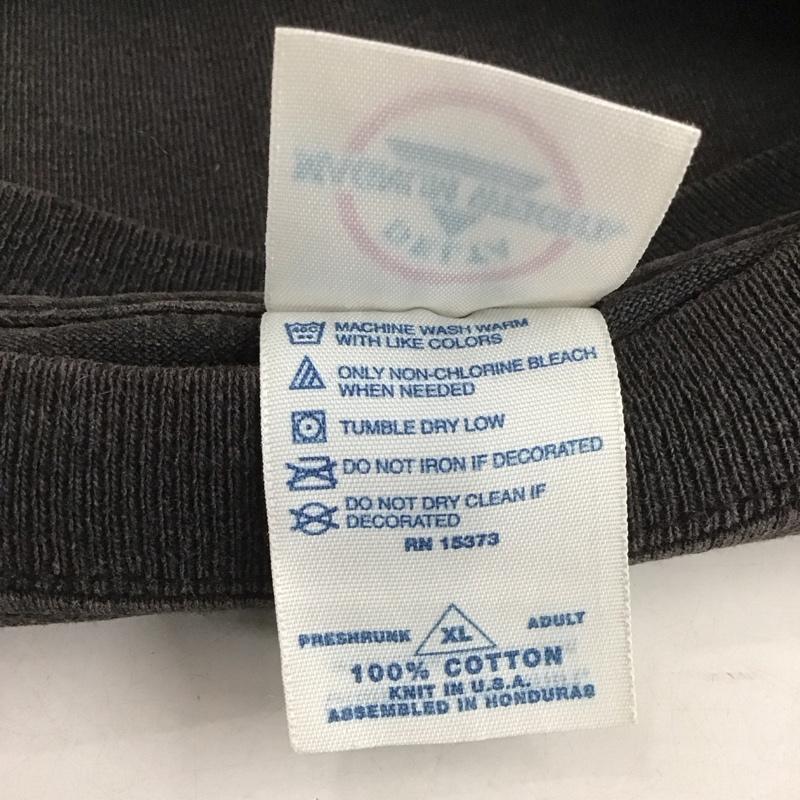 DELTA
40C
MACHINE WASH WARM
WITH LIKE COLORS
ONLY NON-CHLORINE BLEACH
WHEN NEEDED
TUMBLE DRY LOW
DO NOT IRON IF DECORATED
DO NOT DRY CLEAN IF
DECORATED
RN 15373
PRESHRUNK XL ADULT
100% COTTON
KNIT IN U.S.A.
ASSEMBLED IN HONDURAS